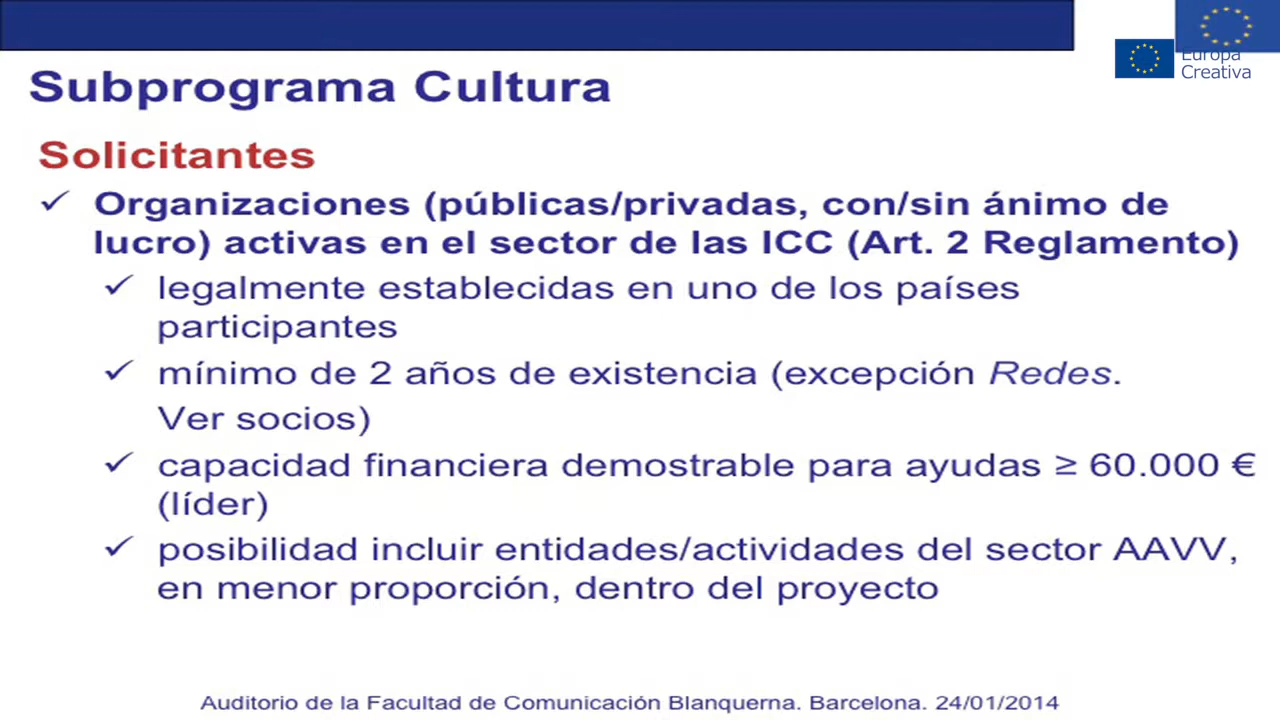 Europa
Creativa
Subprograma Cultura
Solicitantes
✓ Organizaciones (públicas/privadas, con/sin ánimo de
lucro) activas en el sector de las ICC (Art. 2 Reglamento)
✓ legalmente establecidas en uno de los países
participantes
✓ mínimo de 2 años de existencia (excepción Redes.
Ver socios)
✓ capacidad financiera demostrable para ayudas ≥ 60.000 €
(líder)
✓ posibilidad incluir entidades/actividades del sector AAVV,
en menor proporción, dentro del proyecto
Auditorio de la Facultad de Comunicación Blanquerna. Barcelona. 24/01/2014